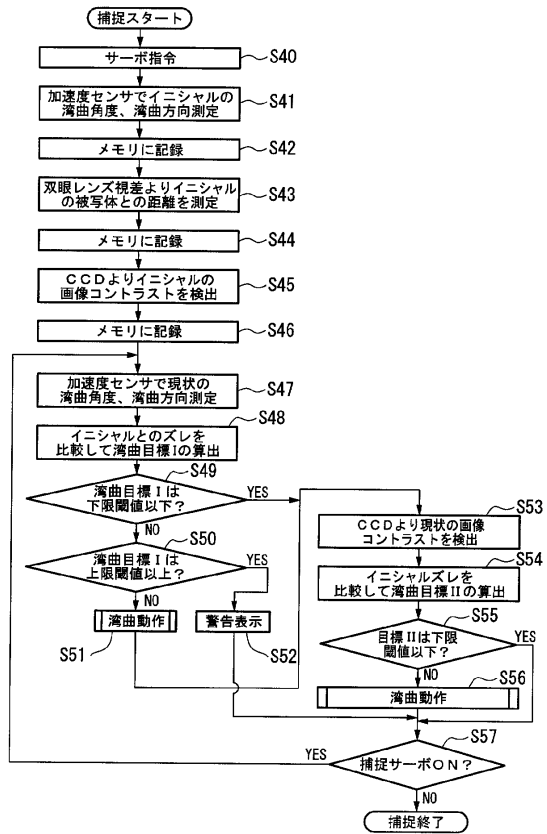 捕捉スタート
サーボ指令
S40
加速度センサでイニシャルの
湾曲角度、湾曲方向測定
S41
メモリに記録
S42
双眼レンズ視差よりイニシャル
の被写体との距離を測定
S43
メモリに記録
S44
CCDよりイニシャルの
画像コントラストを検出
S45
メモリに記録
S46
加速度センサで現状の
湾曲角度、湾曲方向測定
S47
S48
イニシャルとのズレを
比較して湾曲目標Iの算出
S49
湾曲目標Iは
下限閾値以下?
YES
NO
S50
湾曲目標Iは
上限閾値以上?
YES
NO
湾曲動作
S51
警告表示
S52
S53
CCDより現状の画像
コントラストを検出
S54
イニシャルズレを
比較して湾曲目標IIの算出
S55
目標IIは下限
閾値以下?
YES
NO
S56
湾曲動作
S57
捕捉サーボON?
YES
NO
捕捉終了